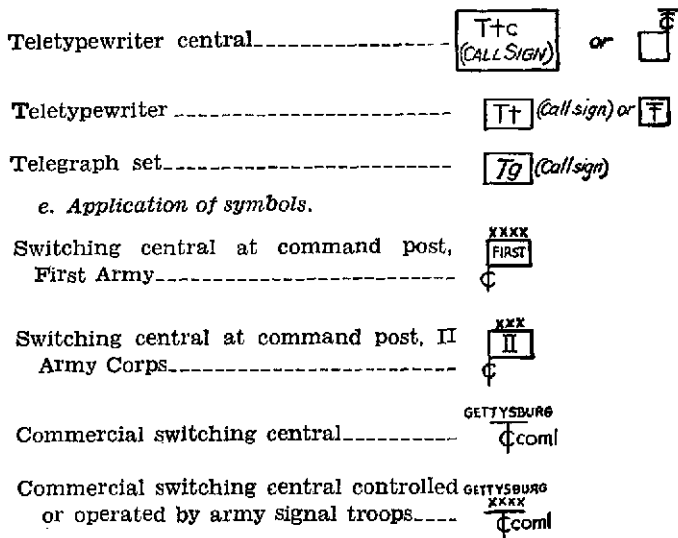 Ttc
Teletypewriter central (CALL SIGN) or
Teletypewriter Tt (Call sign) or T
Telegraph set Tg (Call sign)
e. Application of symbols.
XXXX
Switching central at command post, FIRST
First Army C
XXX
Switching central at command post, II II
Army Corps C
GETTYSBURG
Commercial switching central C coml
Commercial switching central controlled GETTYSBURG
XXXX
or operated by army signal troops C coml